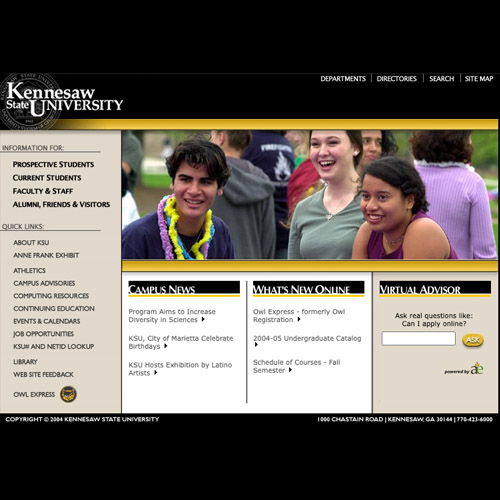 DEPARTMENTS | DIRECTORIES | SEARCH | SITE MAP
Kennesaw
State UNIVERSITY
INFORMATION FOR:
PROSPECTIVE STUDENTS
CURRENT STUDENTS
FACULTY & STAFF
ALUMNI, FRIENDS & VISITORS
QUICK LINKS:
ABOUT KSU
ANNE FRANK EXHIBIT
ATHLETICS
CAMPUS ADVISORIES
COMPUTING RESOURCES
CONTINUING EDUCATION
EVENTS & CALENDARS
JOB OPPORTUNITIES
KSU# AND NETID LOOKUP
LIBRARY
WEB SITE FEEDBACK
OWL EXPRESS
CAMPUS NEWS
Program Aims to Increase
Diversity in Sciences
KSU, City of Marietta Celebrate
Birthdays
KSU Hosts Exhibition by Latino
Artists
WHAT'S NEW ONLINE
Owl Express - formerly Owl
Registration
2004-05 Undergraduate Catalog
Schedule of Courses - Fall
Semester
VIRTUAL ADVISOR
Ask real questions like:
Can I apply online?
ASK
powered by
COPYRIGHT © 2004 KENNESAW STATE UNIVERSITY
1000 CHASTAIN ROAD | KENNESAW, GA 30144 | 770-423-6000